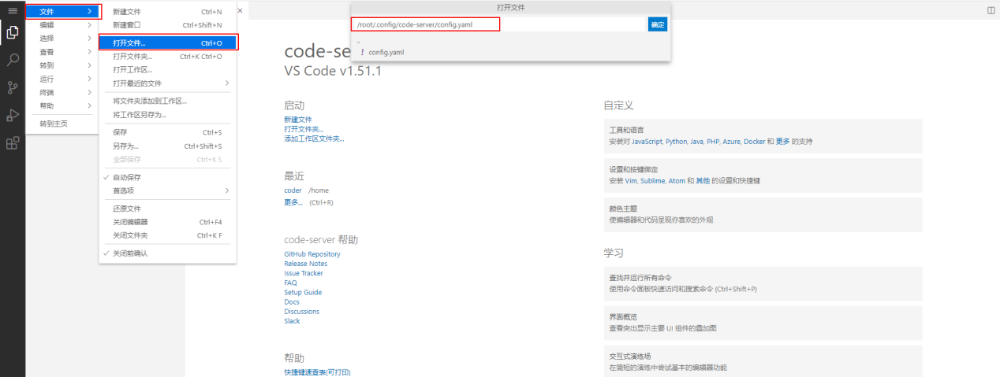 文件
编辑
选择
查看
转到
运行
终端
帮助
转到主页
新建文件 Ctrl+N
新建窗口 Ctrl+Shift+N
打开文件... Ctrl+O
打开文件夹... Ctrl+K Ctrl+O
打开工作区...
打开最近的文件
将文件夹添加到工作区...
将工作区另存为...
保存 Ctrl+S
另存为... Ctrl+Shift+S
全部保存 Ctrl+K S
自动保存
首选项
还原文件
关闭编辑器 Ctrl+F4
关闭文件夹 Ctrl+K F
关闭前确认
打开文件
/root/.config/code-server/config.yaml
确定
..
! config.yaml
code-se
VS Code v1.51.1
启动
新建文件
打开文件夹...
添加工作区文件夹...
最近
coder /home
更多... (Ctrl+R)
code-server 帮助
GitHub Repository
Release Notes
Issue Tracker
FAQ
Setup Guide
Docs
Discussions
Slack
帮助
快捷键速查表(可打印)
自定义
工具和语言
安装对 JavaScript, Python, Java, PHP, Azure, Docker 和 更多 的支持
设置和按键绑定
安装 Vim, Sublime, Atom 和 其他 的设置和快捷键
颜色主题
使编辑器和代码呈现你喜欢的外观
学习
查找并运行所有命令
使用命令面板快速访问和搜索命令 (Ctrl+Shift+P)
界面概览
查看突出显示主要 UI 组件的叠加图
交互式演练场
在简短的演练中尝试基本的编辑器功能